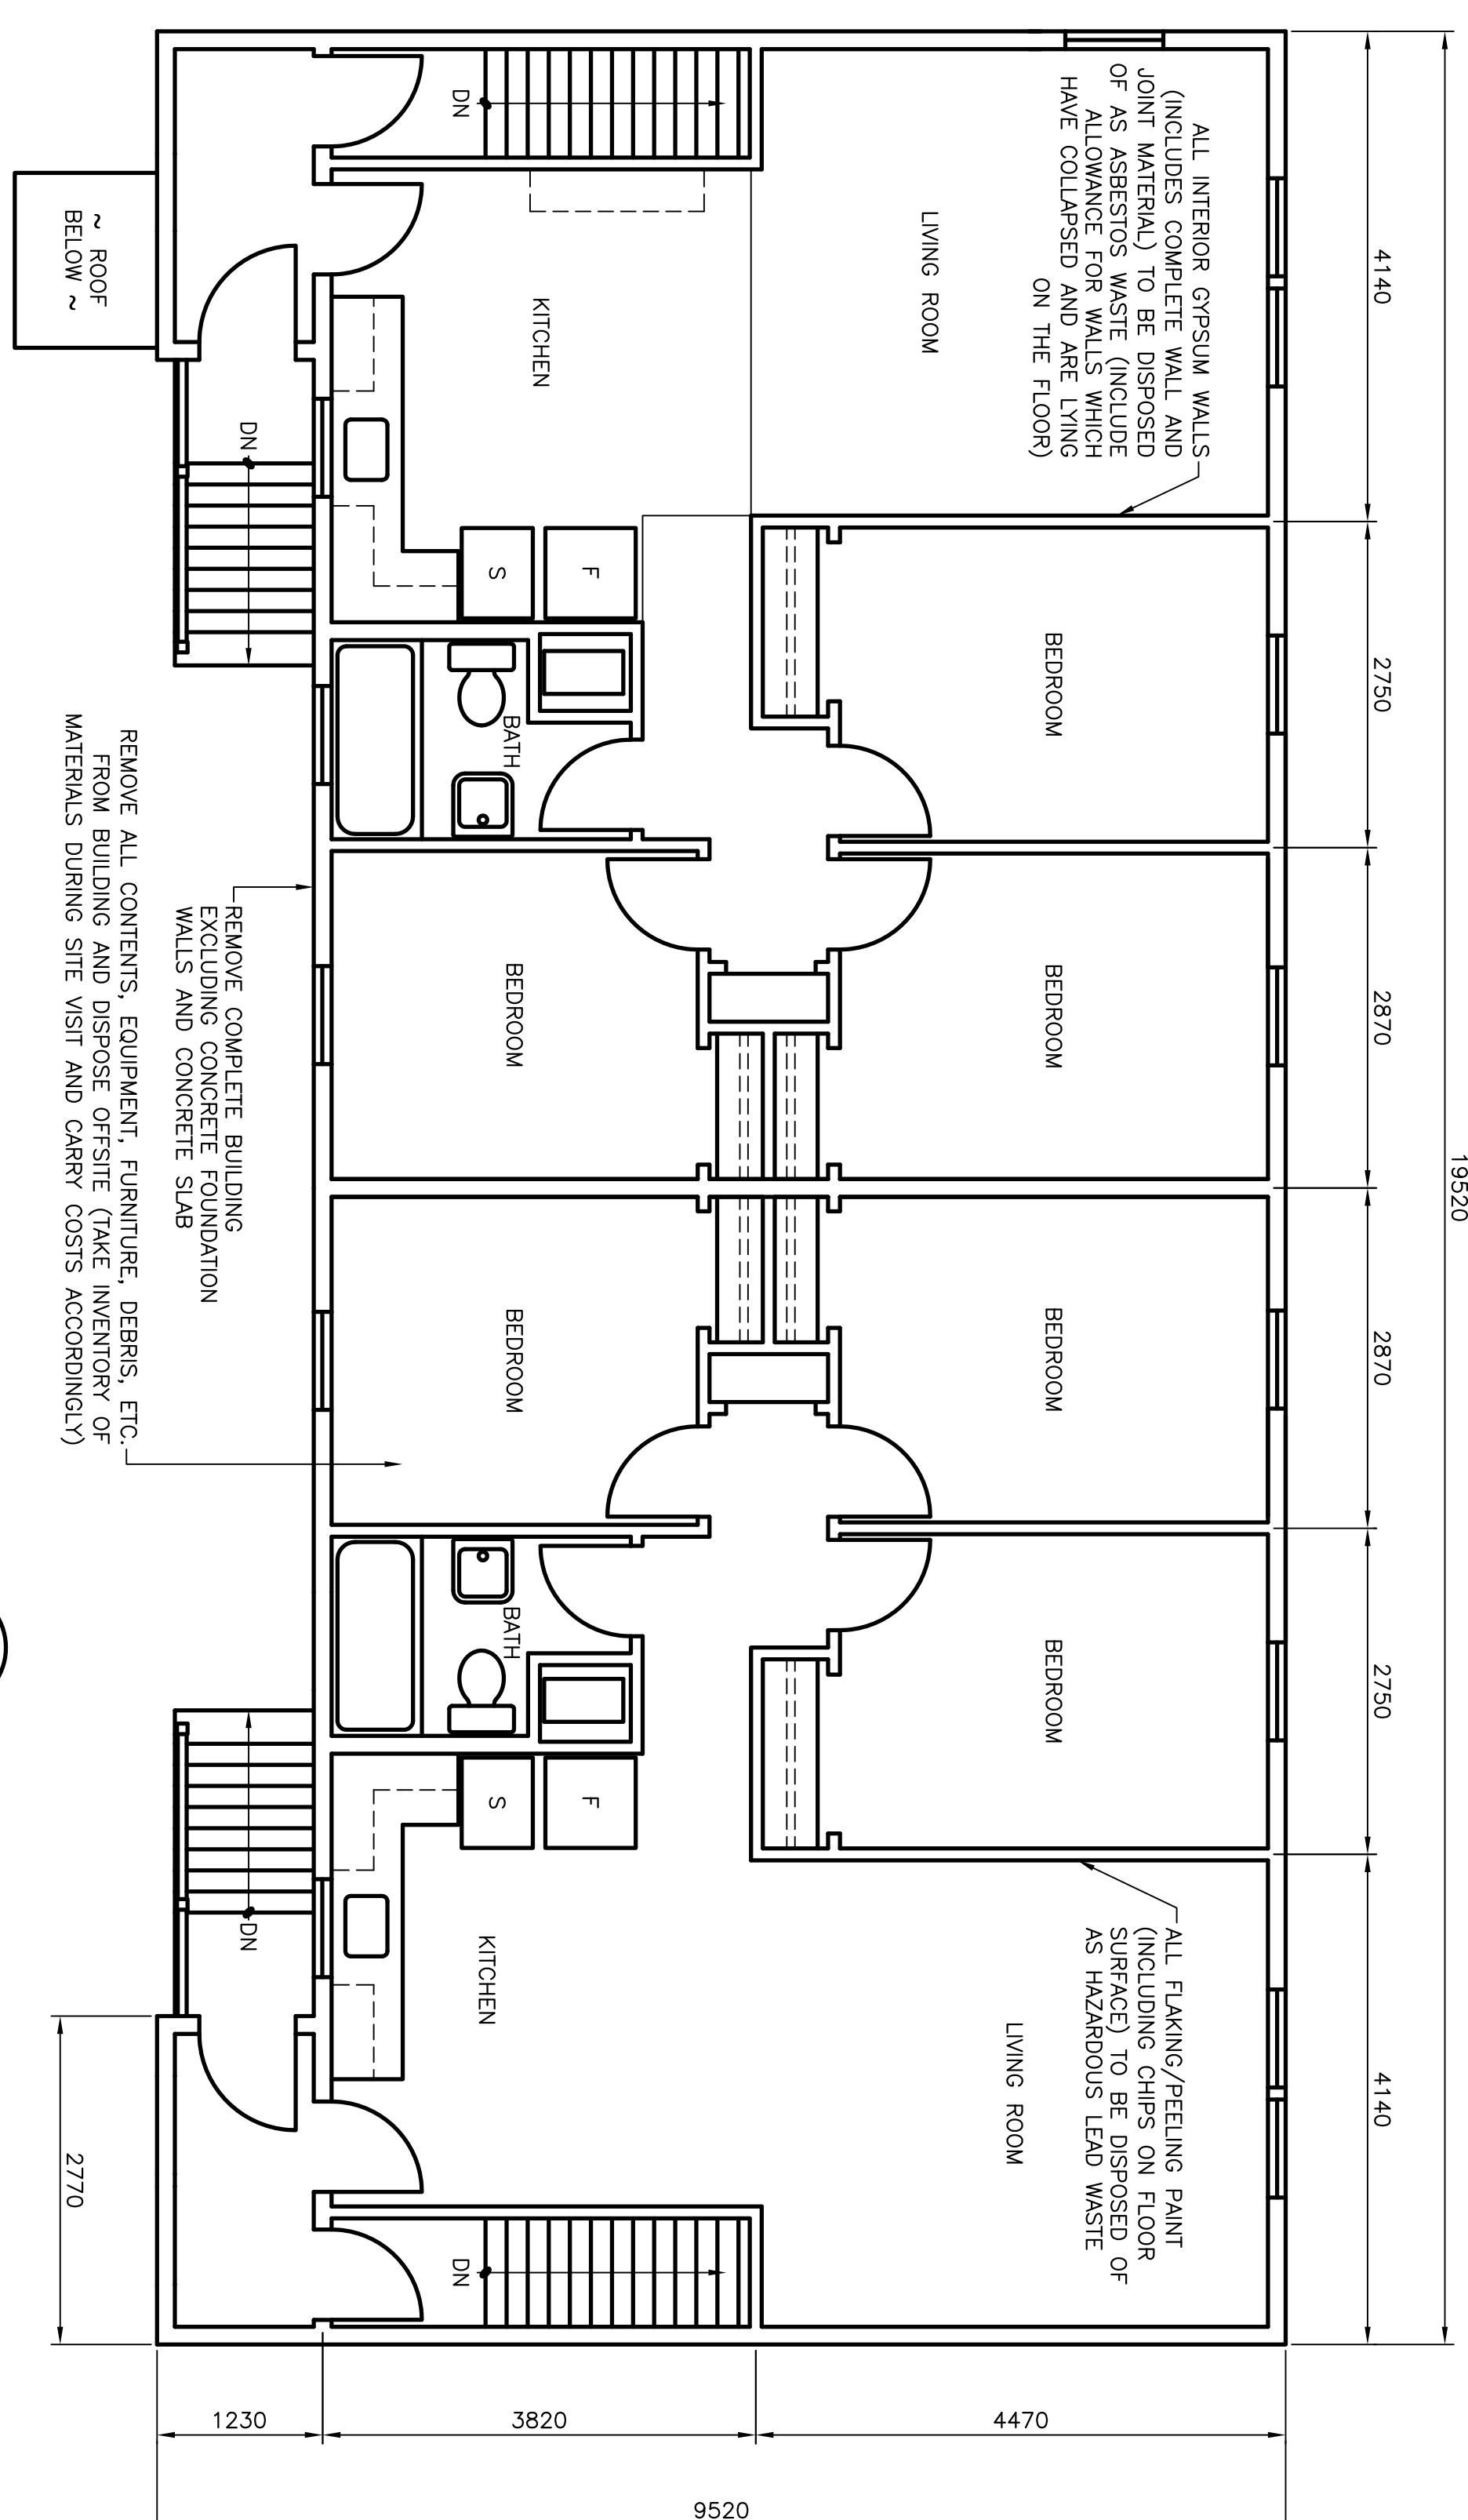 19520
4140
2750
2870
2870
2750
4140
ALL INTERIOR GYPSUM WALLS
(INCLUDES COMPLETE WALL AND
JOINT MATERIAL) TO BE DISPOSED
OF AS ASBESTOS WASTE (INCLUDE
ALLOWANCE FOR WALLS WHICH
HAVE COLLAPSED AND ARE LYING
ON THE FLOOR)
ALL FLAKING/PEELING PAINT
(INCLUDING CHIPS ON FLOOR
SURFACE) TO BE DISPOSED OF
AS HAZARDOUS LEAD WASTE
LIVING ROOM
BEDROOM
BEDROOM
BEDROOM
BEDROOM
LIVING ROOM
KITCHEN
F
S
BATH
BEDROOM
BEDROOM
BATH
F
S
KITCHEN
DN
DN
DN
DN
~ ROOF
BELOW ~
REMOVE COMPLETE BUILDING
EXCLUDING CONCRETE FOUNDATION
WALLS AND CONCRETE SLAB
REMOVE ALL CONTENTS, EQUIPMENT, FURNITURE, DEBRIS, ETC.
FROM BUILDING AND DISPOSE OFFSITE (TAKE INVENTORY OF
MATERIALS DURING SITE VISIT AND CARRY COSTS ACCORDINGLY)
2770
1230
3820
4470
9520